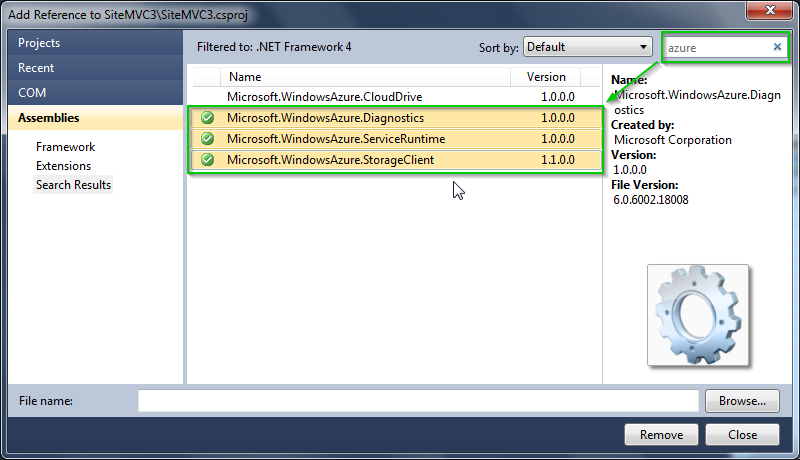 Add Reference to SiteMVC3\SiteMVC3.csproj
Projects
Recent
COM
Assemblies
Framework
Extensions
Search Results
Filtered to: .NET Framework 4
Sort by: Default
azure
Name Version
Microsoft.WindowsAzure.CloudDrive 1.0.0.0
Microsoft.WindowsAzure.Diagnostics 1.0.0.0
Microsoft.WindowsAzure.ServiceRuntime 1.0.0.0
Microsoft.WindowsAzure.StorageClient 1.1.0.0
Name:
Microsoft.WindowsAzure.Diagn
ostics
Created by:
Microsoft Corporation
Version:
1.0.0.0
File Version:
6.0.6002.18008
File name:
Browse...
Remove
Close